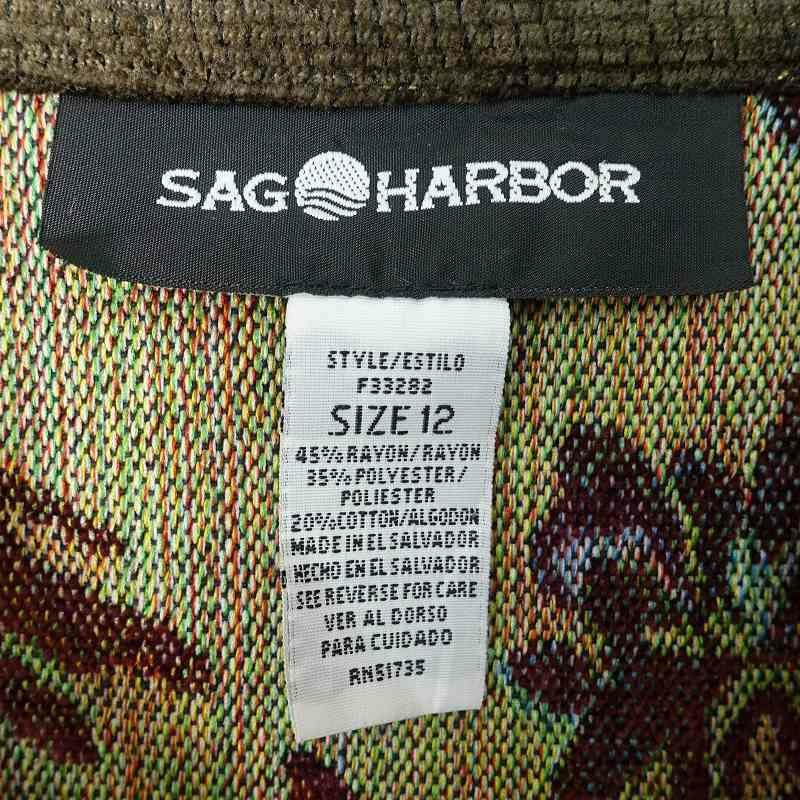 SAG HARBOR
STYLE/ESTILO
F33282
SIZE 12
45% RAYON/RAYON
35% POLYESTER/
POLIESTER
20% COTTON/ALGODON
MADE IN EL SALVADOR
HECHO EN EL SALVADOR
SEE REVERSE FOR CARE
VER AL DORSO
PARA CUIDADO
RN51735